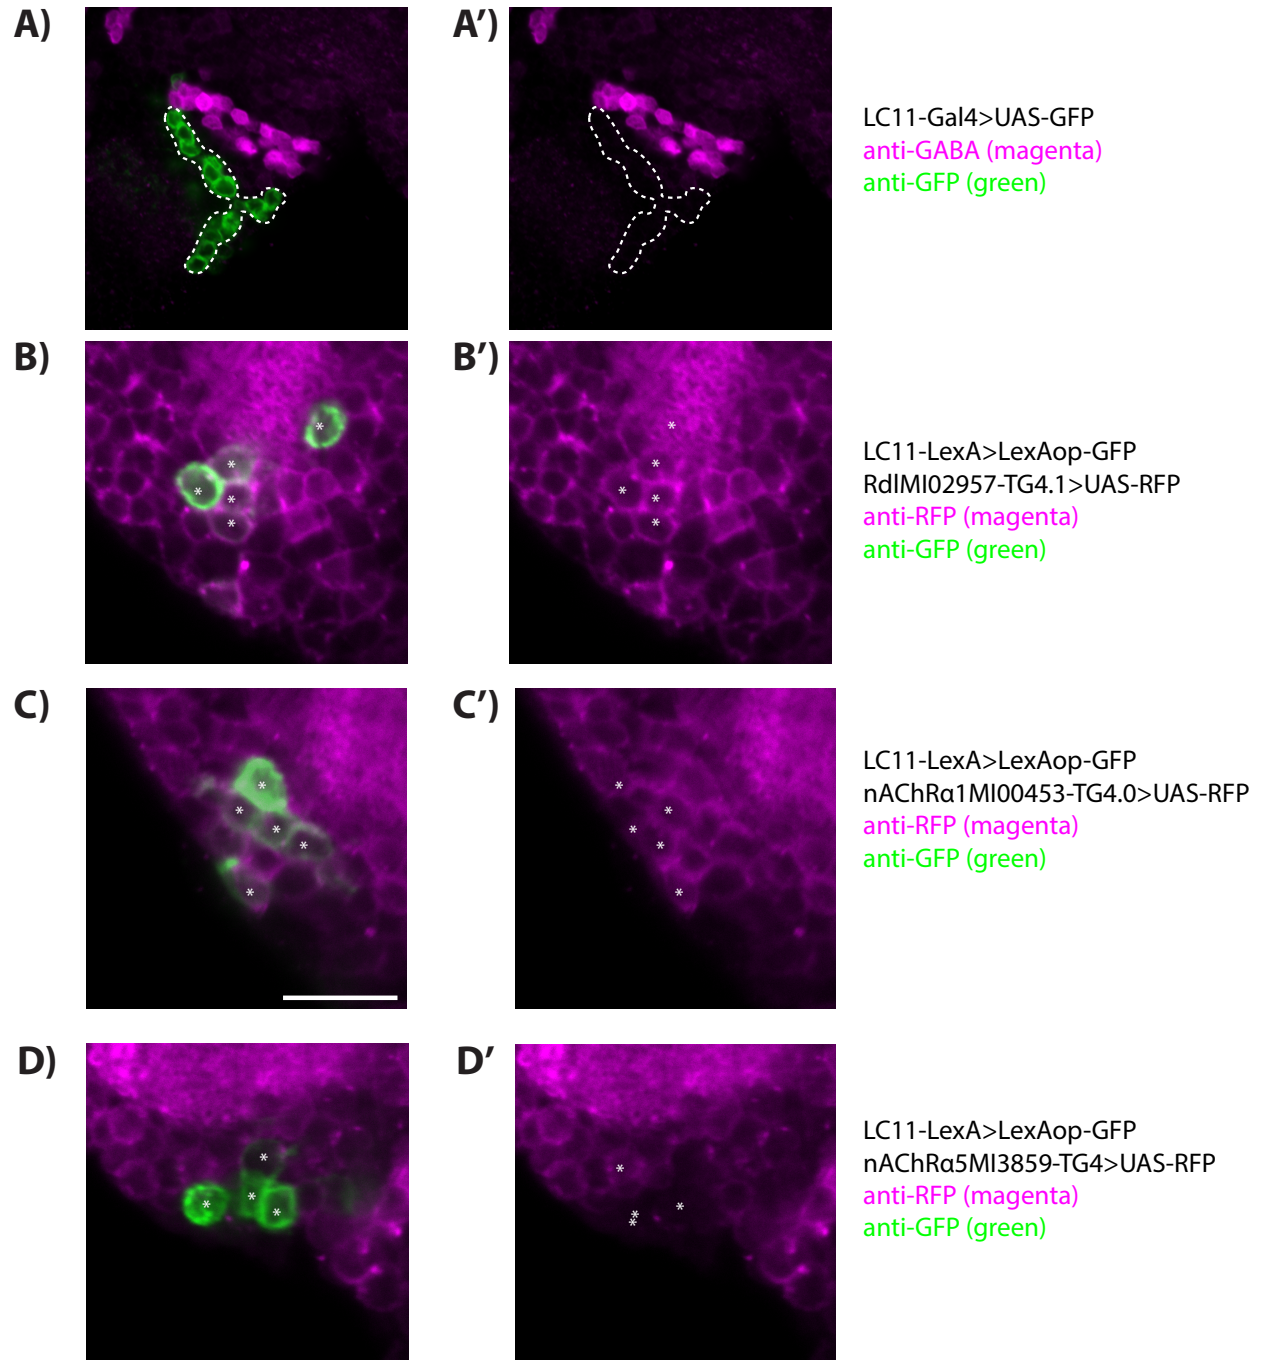 A)
A')
LC11-Gal4>UAS-GFP
anti-GABA (magenta)
anti-GFP (green)
B)
B')
LC11-LexA>LexAop-GFP
RdlMI02957-TG4.1>UAS-RFP
anti-RFP (magenta)
anti-GFP (green)
C)
C')
LC11-LexA>LexAop-GFP
nAChRα1MI00453-TG4.0>UAS-RFP
anti-RFP (magenta)
anti-GFP (green)
D)
D'
LC11-LexA>LexAop-GFP
nAChRα5MI3859-TG4>UAS-RFP
anti-RFP (magenta)
anti-GFP (green)